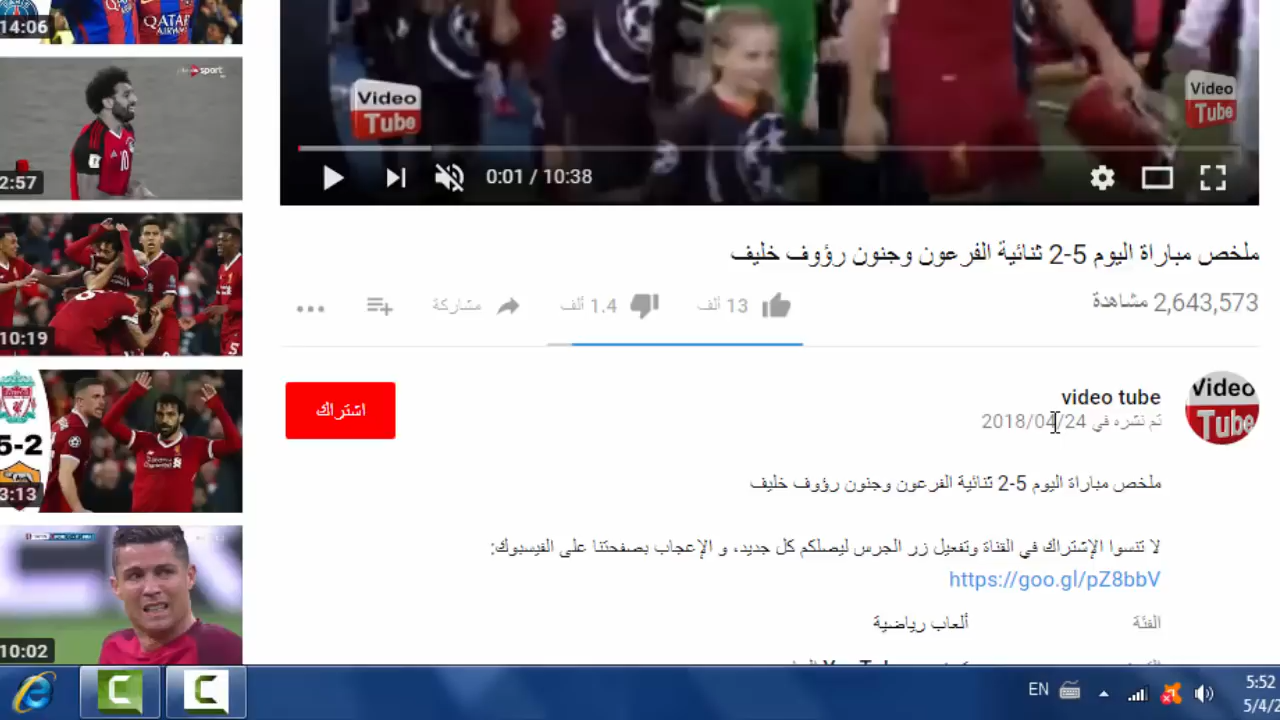 14:06
QATAR
sport
2:57
10:19
5-2
3:13
10:02
Video
Tube
Video
Tube
0:01 / 10:38
ملخص مباراة اليوم 5-2 ثنائية الفرعون وجنون رؤوف خليف
2,643,573 مشاهدة
13 ألف
1.4 ألف
مشاركة
Video
Tube
video tube
تم نشره في 2018/04/24
اشتراك
ملخص مباراة اليوم 5-2 ثنائية الفرعون وجنون رؤوف خليف
لا تنسوا الإشتراك في القناة وتفعيل زر الجرس ليصلكم كل جديد، و الإعجاب بصفحتنا على الفيسبوك:
https://goo.gl/pZ8bbV
الفئة
ألعاب رياضية
EN
5:52
5/4/2